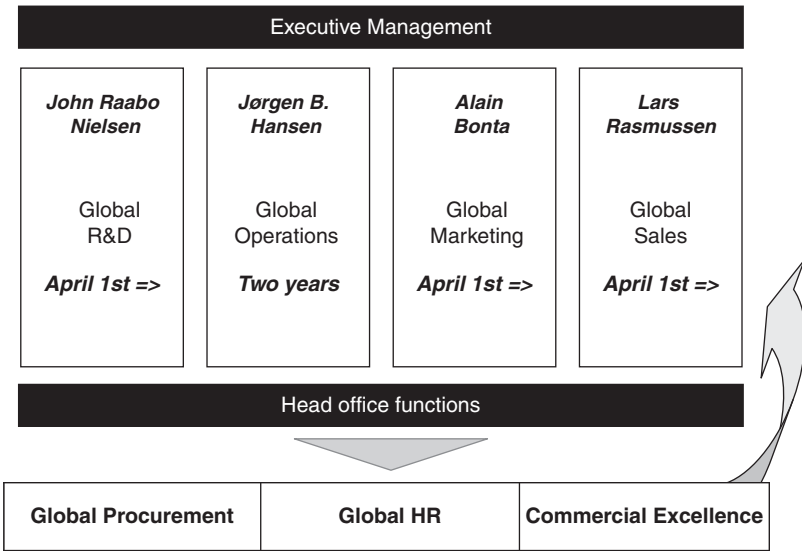 Executive Management
John Raabo
Nielsen
Global
R&D
April 1st =>
Jørgen B.
Hansen
Global
Operations
Two years
Alain
Bonta
Global
Marketing
April 1st =>
Lars
Rasmussen
Global
Sales
April 1st =>
Head office functions
Global Procurement
Global HR
Commercial Excellence